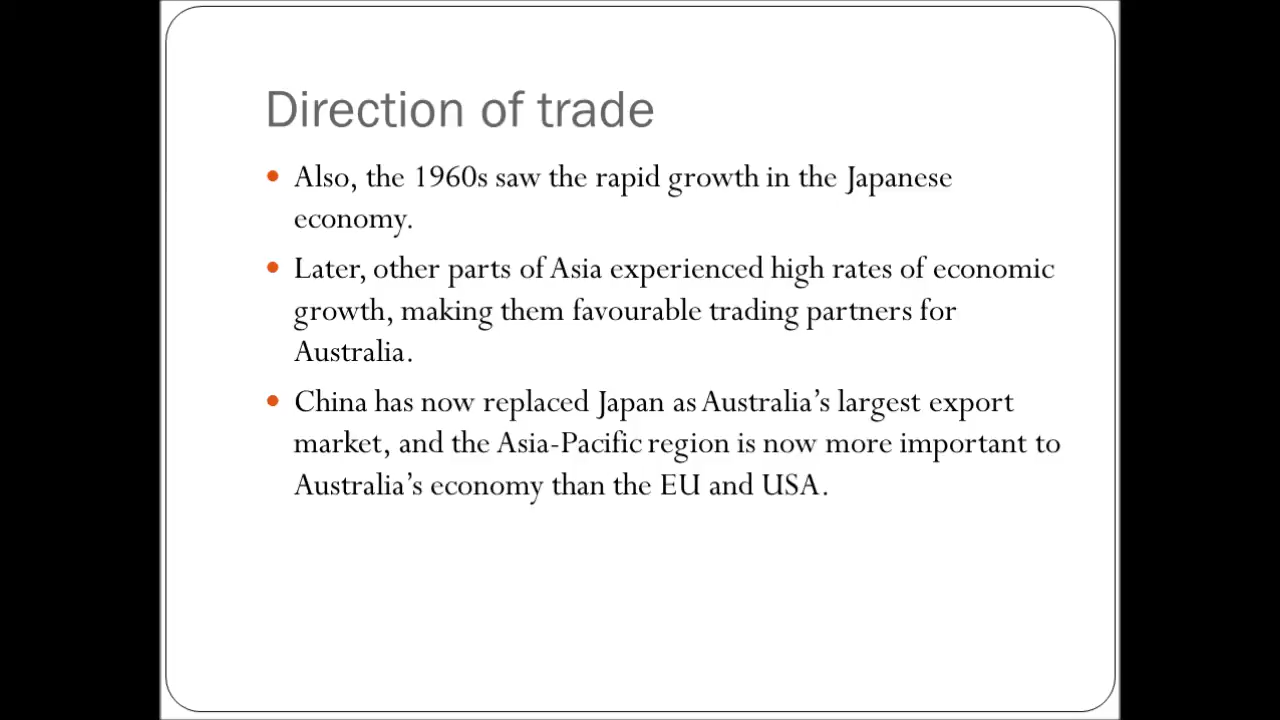 Direction of trade
• Also, the 1960s saw the rapid growth in the Japanese
economy.
• Later, other parts of Asia experienced high rates of economic
growth, making them favourable trading partners for
Australia.
• China has now replaced Japan as Australia’s largest export
market, and the Asia-Pacific region is now more important to
Australia’s economy than the EU and USA.